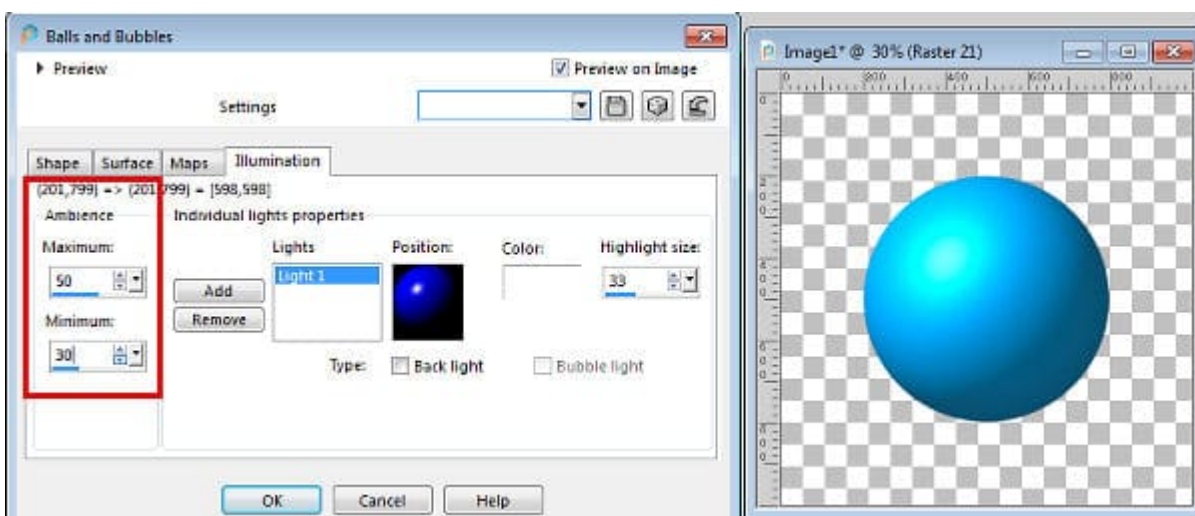 Balls and Bubbles
Preview
Preview on Image
Settings
Shape Surface Maps Illumination
(201,799) => (201,799) = [598,598]
Ambience Individual lights properties
Maximum: Lights Position: Color: Highlight size:
50 Add Light 1 33
Minimum: Remove
30
Type: Back light Bubble light
OK Cancel Help
Image1* @ 30% (Raster 21)